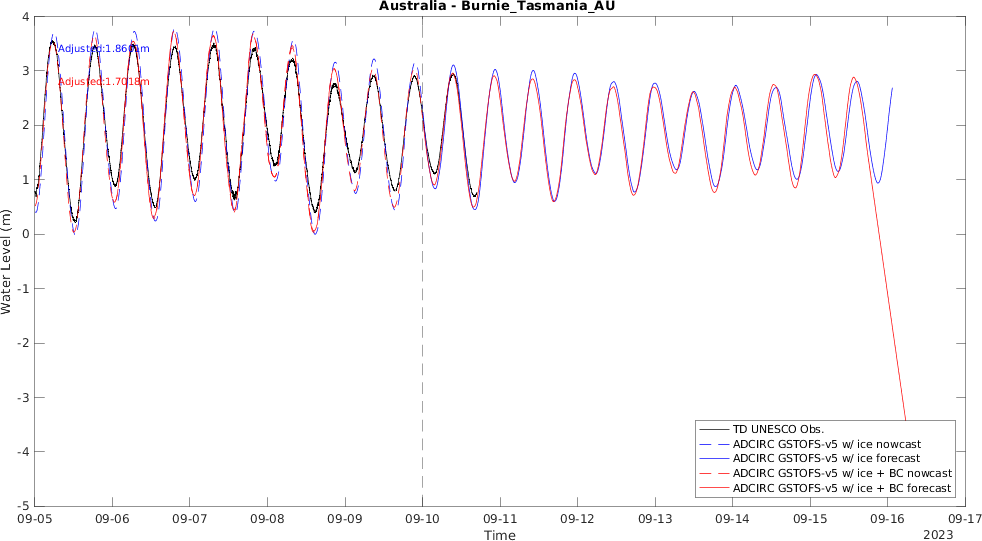 Australia - Burnie_Tasmania_AU
4
3
2
1
0
-1
-2
-3
-4
-5
Water Level (m)
Adjusted:1.7018m
TD UNESCO Obs.
ADCIRC GSTOFS-v5 w/ ice nowcast
ADCIRC GSTOFS-v5 w/ ice forecast
ADCIRC GSTOFS-v5 w/ ice + BC nowcast
ADCIRC GSTOFS-v5 w/ ice + BC forecast
09-05
09-06
09-07
09-08
09-09
09-10
09-11
09-12
09-13
09-14
09-15
09-16
09-17
Time
2023